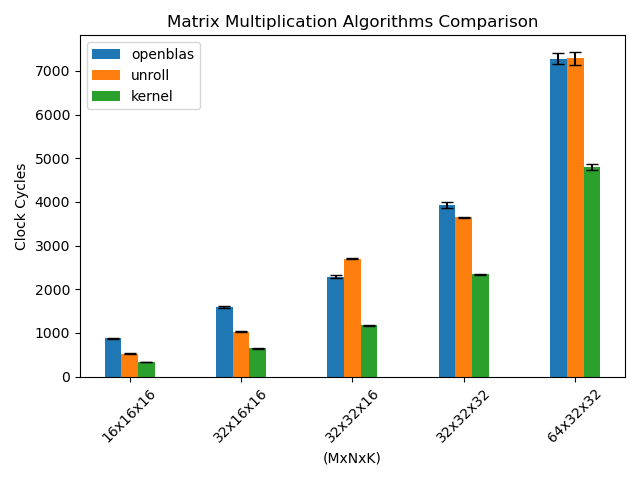 Matrix Multiplication Algorithms Comparison
openblas
unroll
kernel
Clock Cycles
7000
6000
5000
4000
3000
2000
1000
0
16x16x16
32x16x16
32x32x16
32x32x32
64x32x32
(MxNxK)